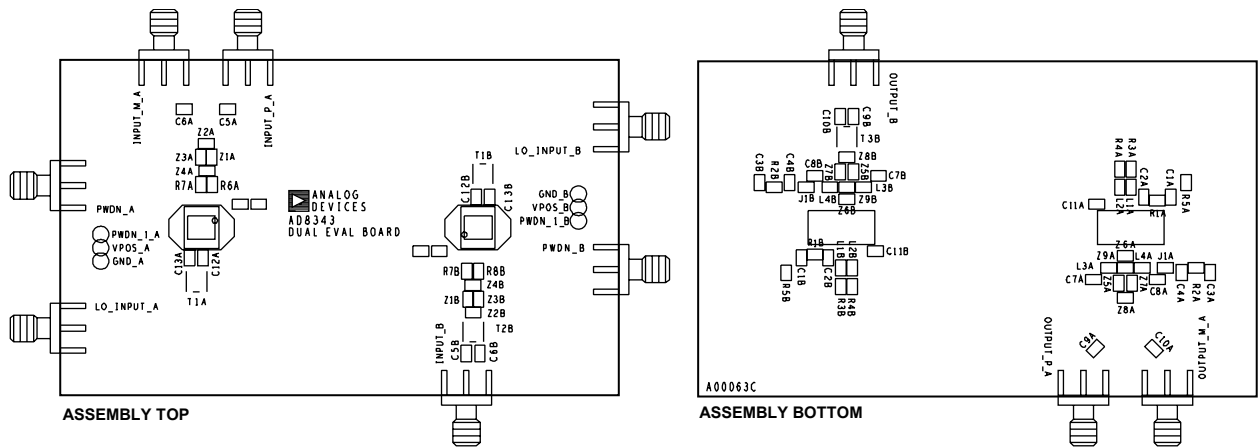 INPUT_M_A
INPUT_P_A
C6A
C5A
Z2A
Z3A
Z1A
Z4A
R7A
R6A
PWDN_A
PWDN_1_A
VPOS_A
GND_A
C13A
C12A
T1A
LO_INPUT_A
ANALOG
DEVICES
AD8343
DUAL EVAL BOARD
LO_INPUT_B
T1B
C12B
C13B
GND_B
VPOS_B
PWDN_1_B
PWDN_B
R7B
R8B
Z4B
Z1B
Z3B
Z2B
T2B
INPUT_B
C5B
C6B
ASSEMBLY TOP
OUTPUT_B
C10B
C9B
T3B
Z8B
C3B
R2B
C4B
C8B
Z7B
Z5B
C7B
J1B
L4B
L3B
Z9B
Z6B
R1B
L1B
L2B
C11B
R5B
C1B
C2B
R3B
R4B
R4A
R3A
C2A
C1A
R5A
C11A
L2A
L1A
R1A
Z6A
Z9A
L3A
L4A
J1A
C7A
Z5A
Z7A
C8A
C4A
R2A
C3A
Z8A
C9A
C10A
OUTPUT_P_A
OUTPUT_M_A
A00063C
ASSEMBLY BOTTOM